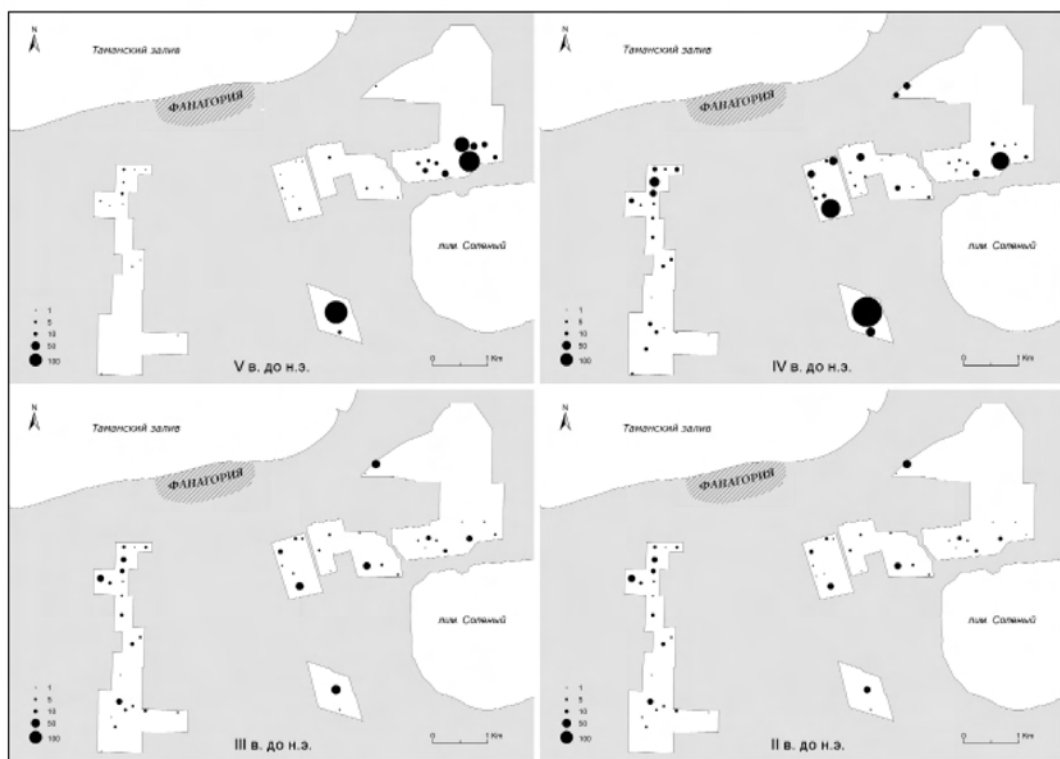 N
Таманский залив
ФАНАГОРИЯ
лим. Соленый
1
5
10
50
100
0 1 Km
V в. до н.э.
N
Таманский залив
ФАНАГОРИЯ
лим. Соленый
1
5
10
50
100
0 1 Km
IV в. до н.э.
N
Таманский залив
ФАНАГОРИЯ
лим. Соленый
1
5
10
50
100
0 1 Km
III в. до н.э.
N
Таманский залив
ФАНАГОРИЯ
лим. Соленый
1
5
10
50
100
0 1 Km
II в. до н.э.